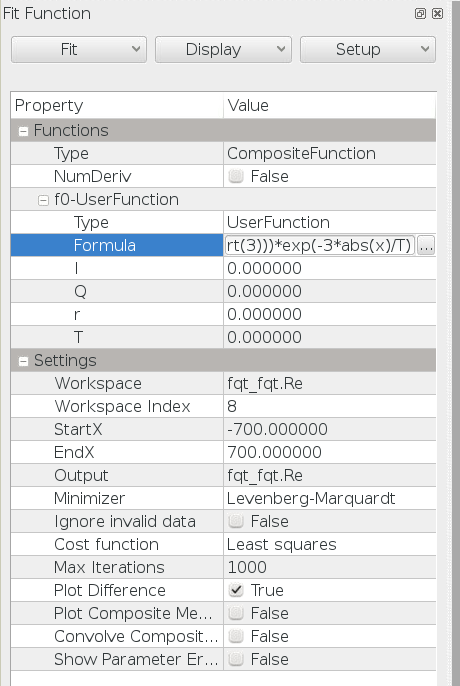 Fit Function
Fit Display Setup
Property Value
Functions
Type CompositeFunction
NumDeriv False
f0-UserFunction
Type UserFunction
Formula rt(3)))*exp(-3*abs(x)/T) ...
I 0.000000
Q 0.000000
r 0.000000
T 0.000000
Settings
Workspace fqt_fqt.Re
Workspace Index 8
StartX -700.000000
EndX 700.000000
Output fqt_fqt.Re
Minimizer Levenberg-Marquardt
Ignore invalid data False
Cost function Least squares
Max Iterations 1000
Plot Difference True
Plot Composite Me... False
Convolve Composit... False
Show Parameter Er... False